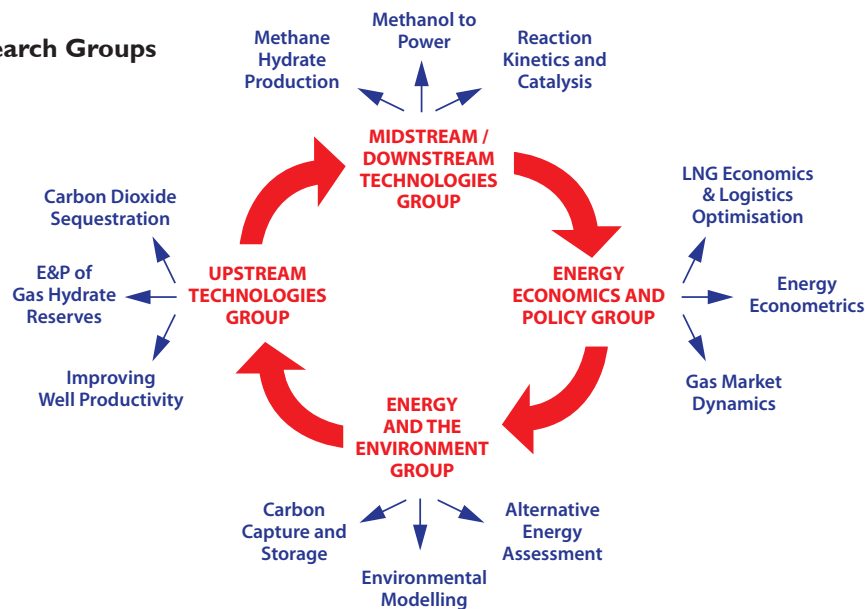 earch Groups
Methane
Hydrate
Production
Methanol to
Power
Reaction
Kinetics and
Catalysis
MIDSTREAM /
DOWNSTREAM
TECHNOLOGIES
GROUP
LNG Economics
& Logistics
Optimisation
Energy
Econometrics
Gas Market
Dynamics
ENERGY
ECONOMICS AND
POLICY GROUP
Carbon Dioxide
Sequestration
E&P of
Gas Hydrate
Reserves
Improving
Well Productivity
UPSTREAM
TECHNOLOGIES
GROUP
ENERGY
AND THE
ENVIRONMENT
GROUP
Carbon
Capture and
Storage
Environmental
Modelling
Alternative
Energy
Assessment